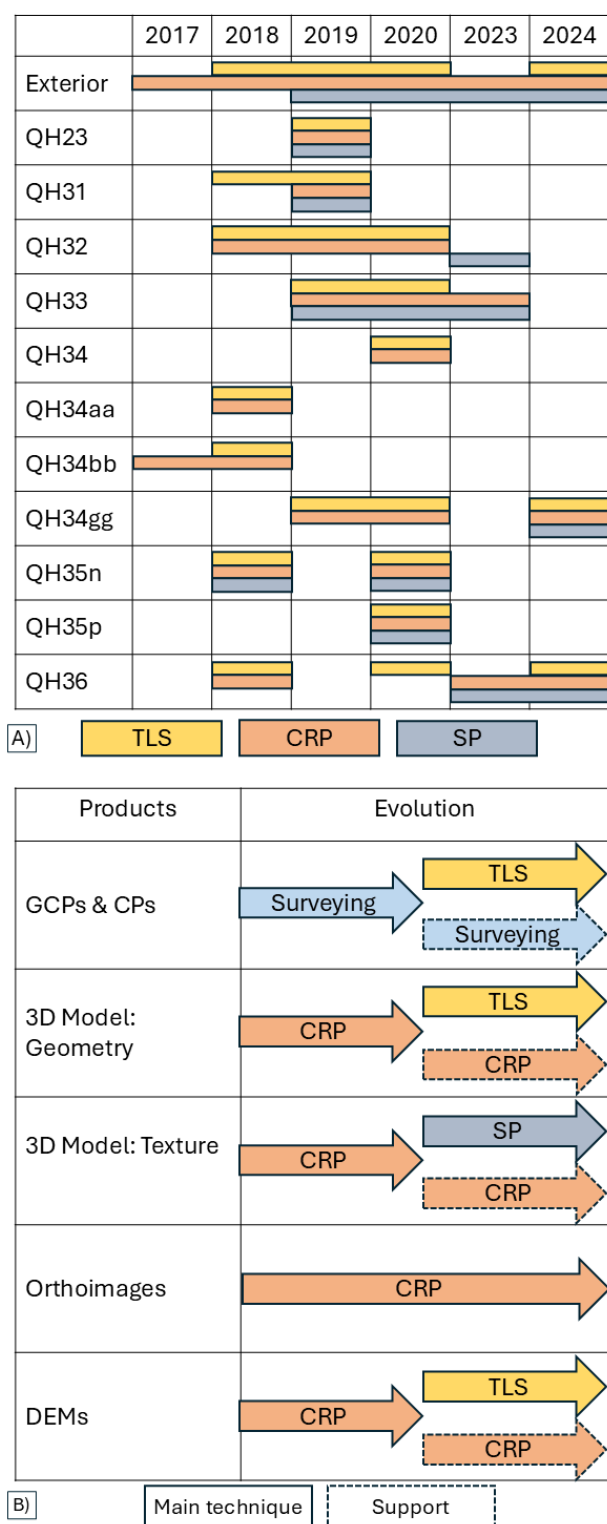 2017 2018 2019 2020 2023 2024
Exterior
QH23
QH31
QH32
QH33
QH34
QH34aa
QH34bb
QH34gg
QH35n
QH35p
QH36
A) TLS CRP SP
Products Evolution
GCPs & CPs
Surveying
TLS
Surveying
3D Model:
Geometry
CRP
TLS
CRP
3D Model: Texture
CRP
SP
CRP
Orthoimages
CRP
DEMs
CRP
TLS
CRP
B) Main technique Support